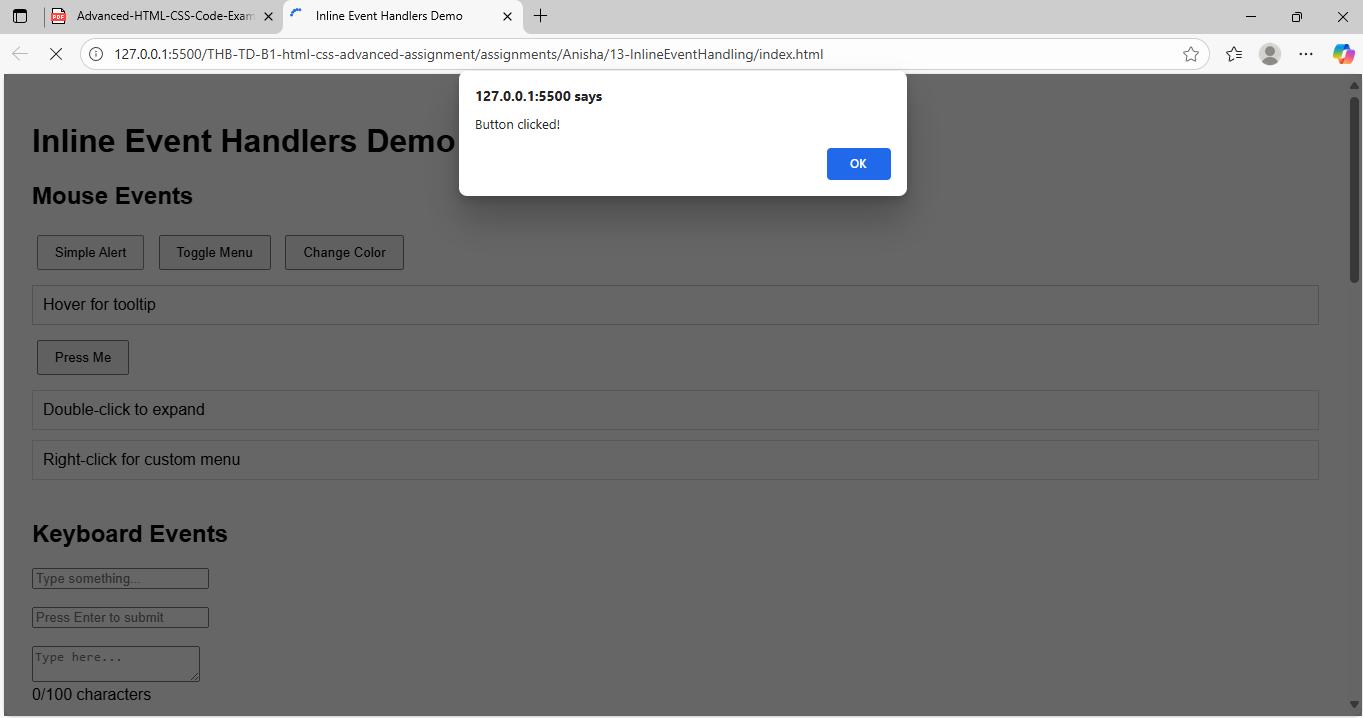 PDF
Advanced-HTML-CSS-Code-Exam
Inline Event Handlers Demo
127.0.0.1:5500/THB-TD-B1-html-css-advanced-assignment/assignments/Anisha/13-InlineEventHandling/index.html
127.0.0.1:5500 says
Button clicked!
OK
Inline Event Handlers Demo
Mouse Events
Simple Alert Toggle Menu Change Color
Hover for tooltip
Press Me
Double-click to expand
Right-click for custom menu
Keyboard Events
Type something...
Press Enter to submit
Type here...
0/100 characters